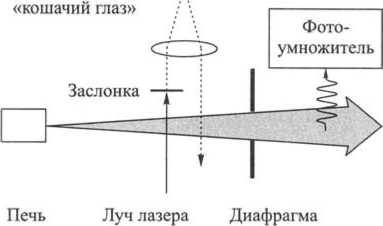 «кошачий глаз»
Фото-
умножитель
Заслонка
Печь
Луч лазера
Диафрагма